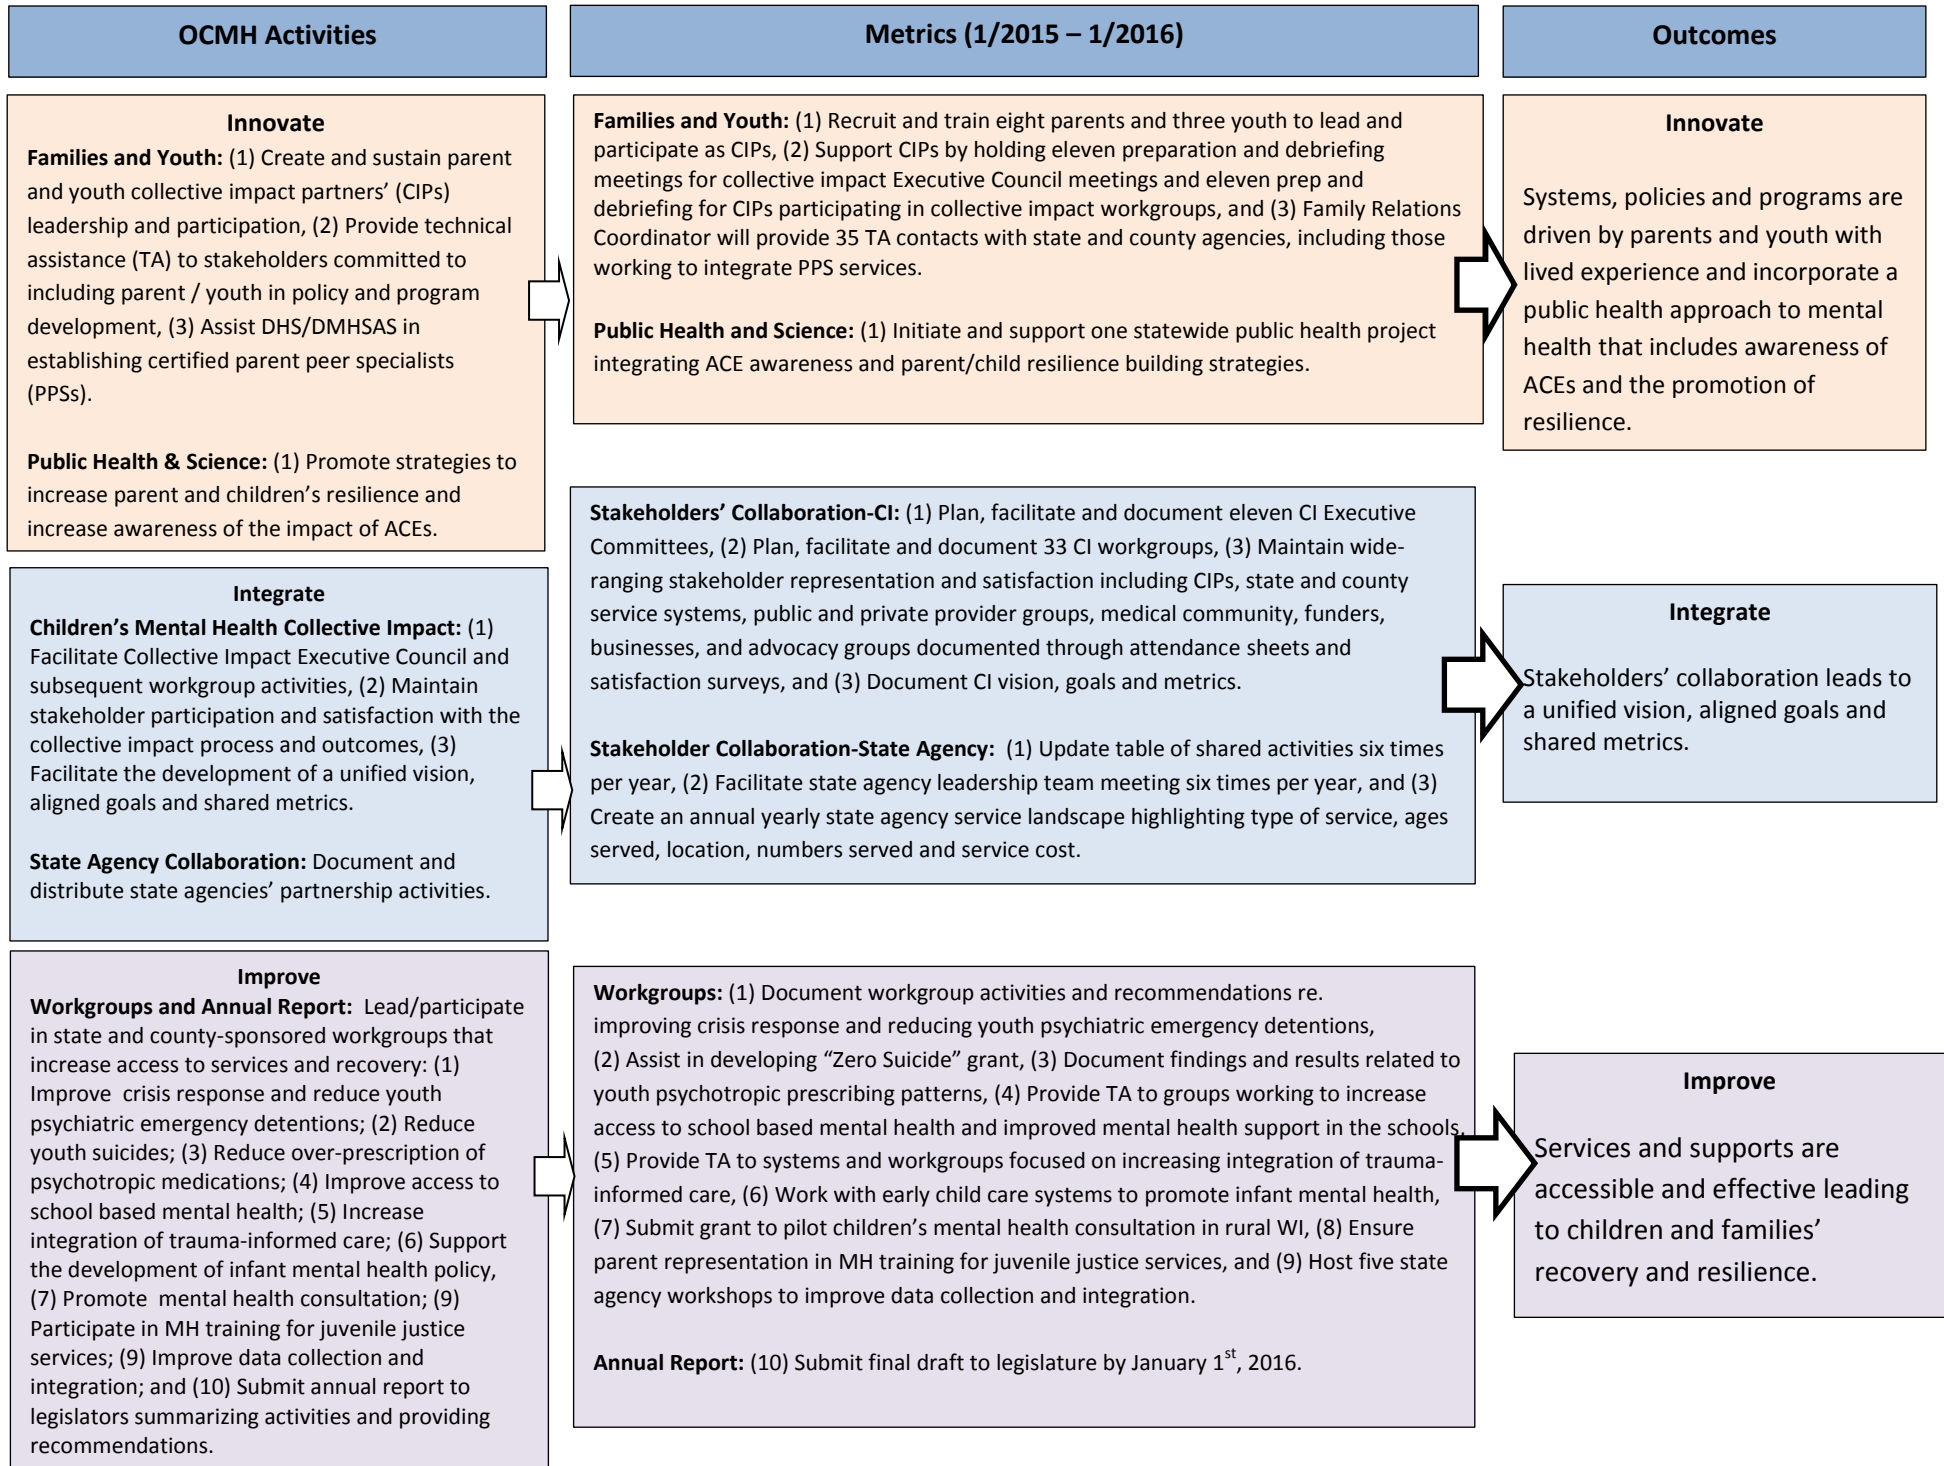 OCMH Activities
Metrics (1/2015 – 1/2016)
Outcomes
Innovate
Families and Youth: (1) Create and sustain parent
and youth collective impact partners’ (CIPs)
leadership and participation, (2) Provide technical
assistance (TA) to stakeholders committed to
including parent / youth in policy and program
development, (3) Assist DHS/DMHSAS in
establishing certified parent peer specialists
(PPSs).
Public Health & Science: (1) Promote strategies to
increase parent and children’s resilience and
increase awareness of the impact of ACEs.
Families and Youth: (1) Recruit and train eight parents and three youth to lead and
participate as CIPs, (2) Support CIPs by holding eleven preparation and debriefing
meetings for collective impact Executive Council meetings and eleven prep and
debriefing for CIPs participating in collective impact workgroups, and (3) Family Relations
Coordinator will provide 35 TA contacts with state and county agencies, including those
working to integrate PPS services.
Public Health and Science: (1) Initiate and support one statewide public health project
integrating ACE awareness and parent/child resilience building strategies.
Innovate
Systems, policies and programs are
driven by parents and youth with
lived experience and incorporate a
public health approach to mental
health that includes awareness of
ACEs and the promotion of
resilience.
Integrate
Children’s Mental Health Collective Impact: (1)
Facilitate Collective Impact Executive Council and
subsequent workgroup activities, (2) Maintain
stakeholder participation and satisfaction with the
collective impact process and outcomes, (3)
Facilitate the development of a unified vision,
aligned goals and shared metrics.
State Agency Collaboration: Document and
distribute state agencies’ partnership activities.
Stakeholders’ Collaboration-CI: (1) Plan, facilitate and document eleven CI Executive
Committees, (2) Plan, facilitate and document 33 CI workgroups, (3) Maintain wide-
ranging stakeholder representation and satisfaction including CIPs, state and county
service systems, public and private provider groups, medical community, funders,
businesses, and advocacy groups documented through attendance sheets and
satisfaction surveys, and (3) Document CI vision, goals and metrics.
Stakeholder Collaboration-State Agency: (1) Update table of shared activities six times
per year, (2) Facilitate state agency leadership team meeting six times per year, and (3)
Create an annual yearly state agency service landscape highlighting type of service, ages
served, location, numbers served and service cost.
Integrate
Stakeholders’ collaboration leads to
a unified vision, aligned goals and
shared metrics.
Improve
Workgroups and Annual Report: Lead/participate
in state and county-sponsored workgroups that
increase access to services and recovery: (1)
Improve crisis response and reduce youth
psychiatric emergency detentions; (2) Reduce
youth suicides; (3) Reduce over-prescription of
psychotropic medications; (4) Improve access to
school based mental health; (5) Increase
integration of trauma-informed care; (6) Support
the development of infant mental health policy,
(7) Promote mental health consultation; (9)
Participate in MH training for juvenile justice
services; (9) Improve data collection and
integration; and (10) Submit annual report to
legislators summarizing activities and providing
recommendations.
Workgroups: (1) Document workgroup activities and recommendations re.
improving crisis response and reducing youth psychiatric emergency detentions,
(2) Assist in developing “Zero Suicide” grant, (3) Document findings and results related to
youth psychotropic prescribing patterns, (4) Provide TA to groups working to increase
access to school based mental health and improved mental health support in the schools,
(5) Provide TA to systems and workgroups focused on increasing integration of trauma-
informed care, (6) Work with early child care systems to promote infant mental health,
(7) Submit grant to pilot children’s mental health consultation in rural WI, (8) Ensure
parent representation in MH training for juvenile justice services, and (9) Host five state
agency workshops to improve data collection and integration.
Annual Report: (10) Submit final draft to legislature by January 1st, 2016.
Improve
Services and supports are
accessible and effective leading
to children and families’
recovery and resilience.